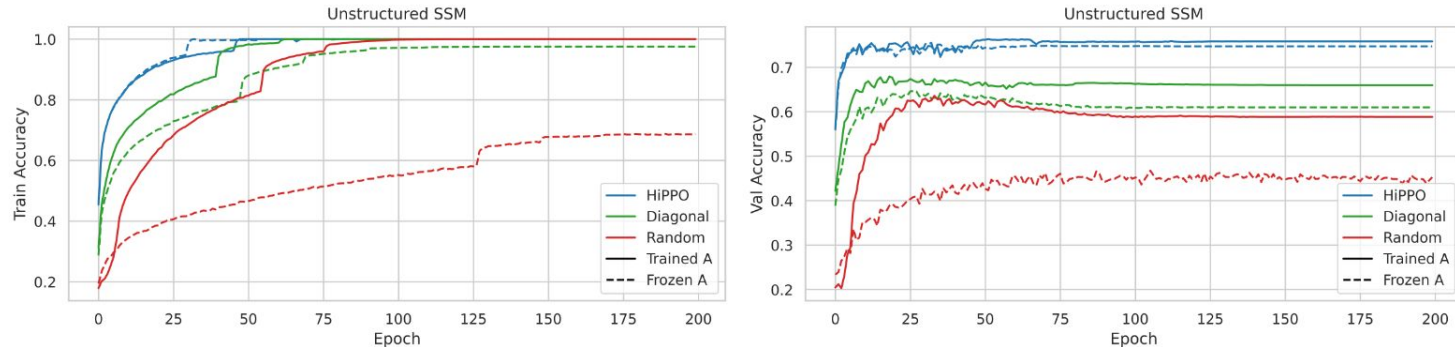 Unstructured SSM
Train Accuracy
1.0
0.8
0.6
0.4
0.2
HiPPO
Diagonal
Random
Trained A
Frozen A
0 25 50 75 100 125 150 175 200
Epoch
Unstructured SSM
Val Accuracy
0.7
0.6
0.5
0.4
0.3
0.2
HiPPO
Diagonal
Random
Trained A
Frozen A
0 25 50 75 100 125 150 175 200
Epoch